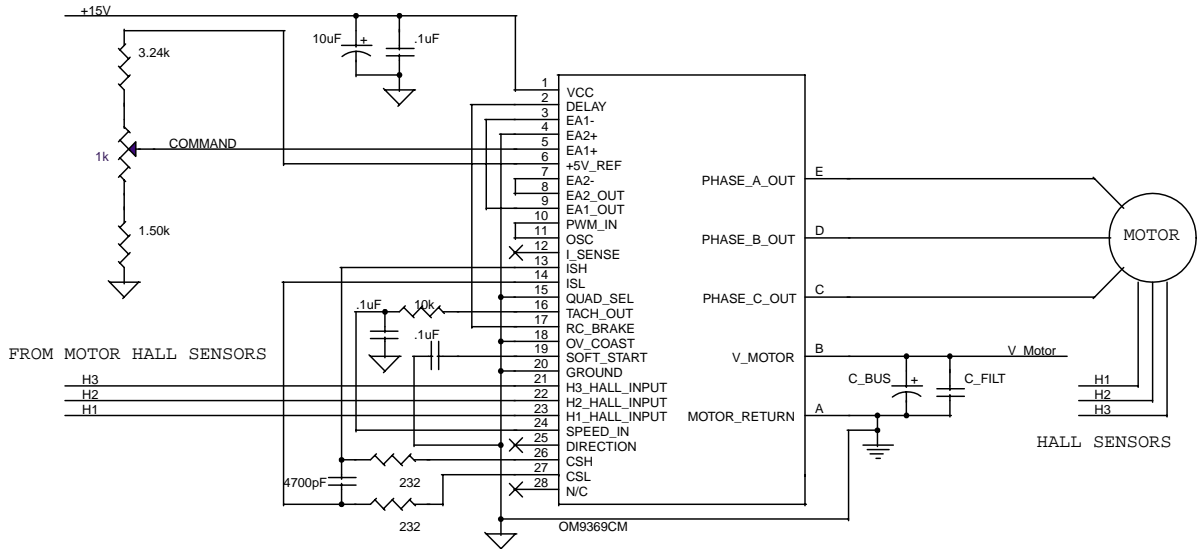 +15V
3.24k
10uF
+
.1uF
1k
COMMAND
1.50k
1
VCC
2
DELAY
3
EA1-
4
EA2+
5
EA1+
6
+5V_REF
7
EA2-
8
EA2_OUT
9
EA1_OUT
10
PWM_IN
11
OSC
12
I_SENSE
13
ISH
14
ISL
15
QUAD_SEL
16
TACH_OUT
17
RC_BRAKE
18
OV_COAST
19
SOFT_START
20
GROUND
21
H3_HALL_INPUT
22
H2_HALL_INPUT
23
H1_HALL_INPUT
24
SPEED_IN
25
DIRECTION
26
CSH
27
CSL
28
N/C
.1uF
10k
.1uF
FROM MOTOR HALL SENSORS
H3
H2
H1
4700pF
232
232
PHASE_A_OUT
E
PHASE_B_OUT
D
PHASE_C_OUT
C
V_MOTOR
B
MOTOR_RETURN
A
OM9369CM
MOTOR
V_Motor
C_BUS
+
C_FILT
H1
H2
H3
HALL SENSORS